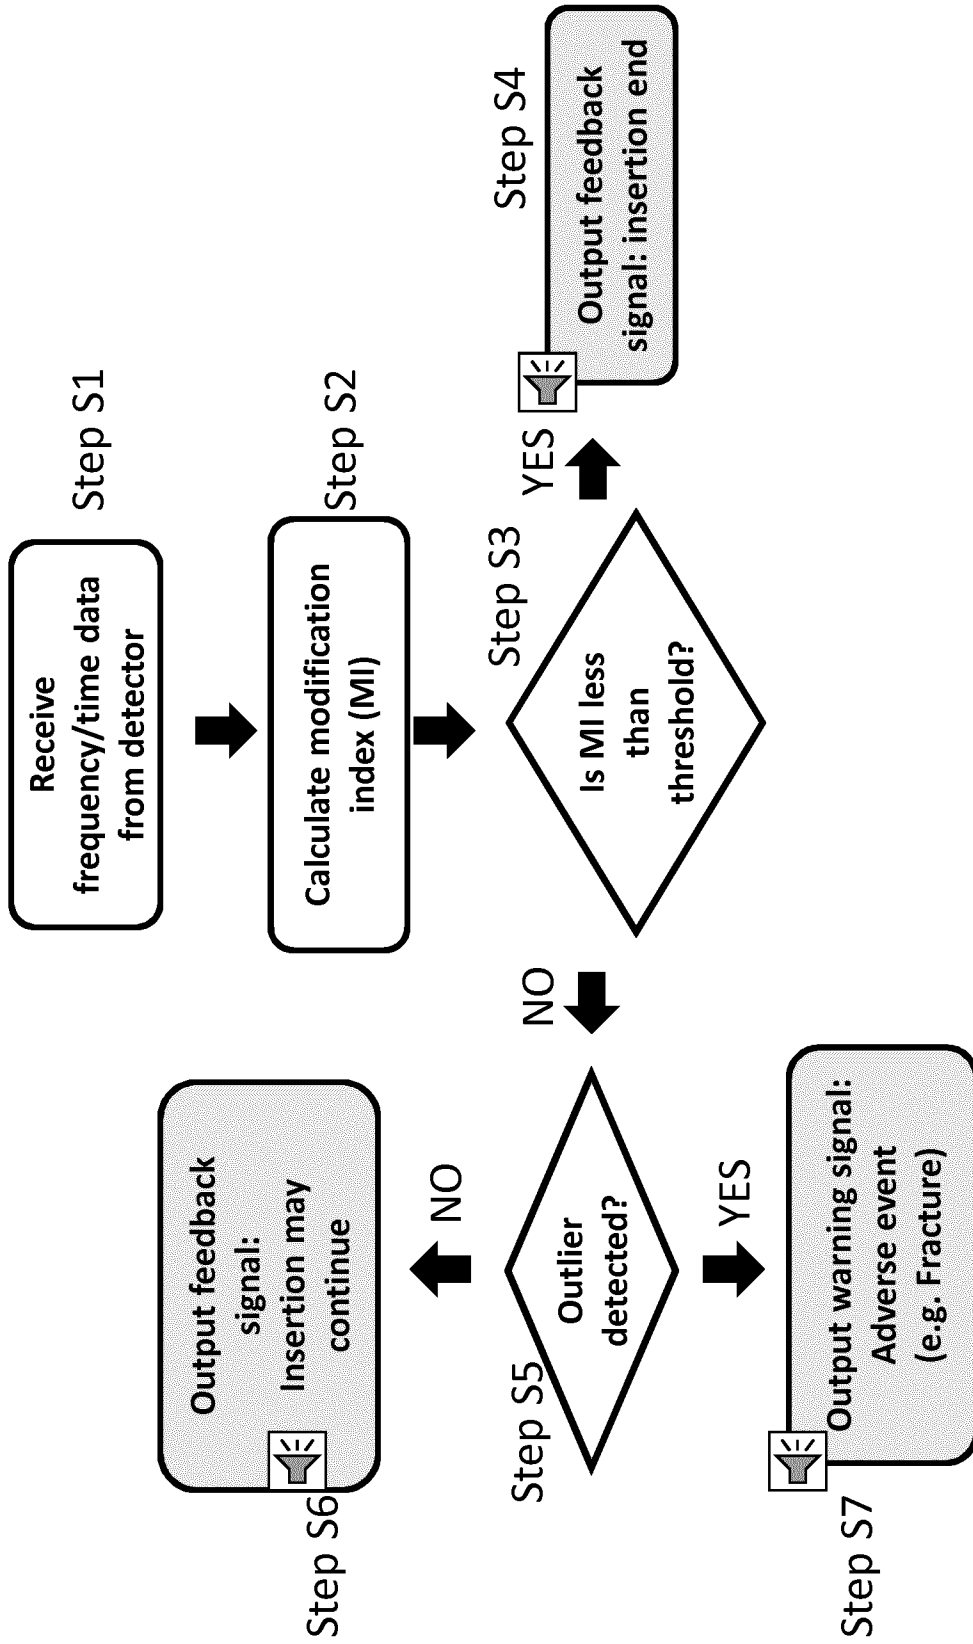 Receive
frequency/time data
from detector
Step S1
Calculate modification
index (MI)
Step S2
Step S3
Is MI less
than
threshold?
YES
Step S4
Output feedback
signal: insertion end
NO
Step S5
Outlier
detected?
NO
Step S6
Output feedback
signal:
Insertion may
continue
YES
Step S7
Output warning signal:
Adverse event
(e.g. Fracture)